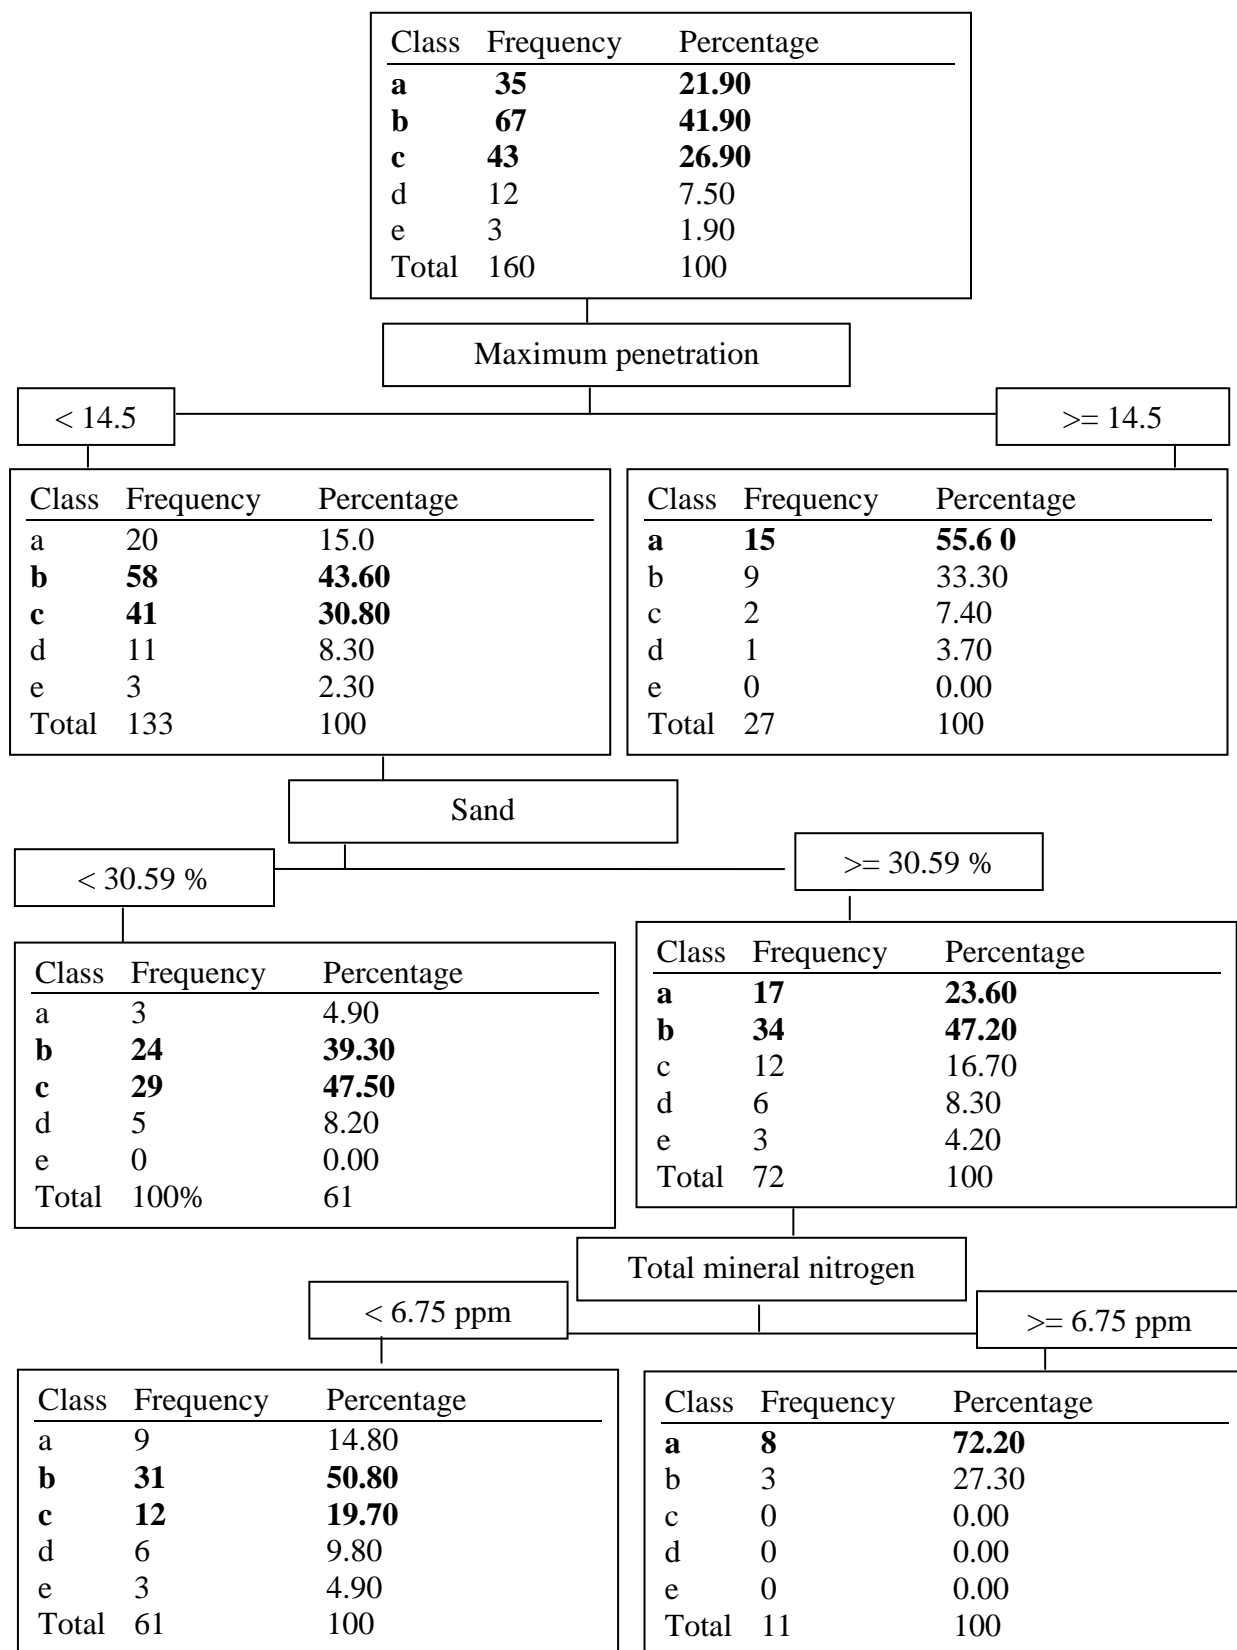 Class Frequency Percentage
a 35 21.90
b 67 41.90
c 43 26.90
d 12 7.50
e 3 1.90
Total 160 100
Maximum penetration
< 14.5
>= 14.5
Class Frequency Percentage
a 20 15.0
b 58 43.60
c 41 30.80
d 11 8.30
e 3 2.30
Total 133 100
Class Frequency Percentage
a 15 55.6 0
b 9 33.30
c 2 7.40
d 1 3.70
e 0 0.00
Total 27 100
Sand
< 30.59 %
>= 30.59 %
Class Frequency Percentage
a 3 4.90
b 24 39.30
c 29 47.50
d 5 8.20
e 0 0.00
Total 100% 61
Class Frequency Percentage
a 17 23.60
b 34 47.20
c 12 16.70
d 6 8.30
e 3 4.20
Total 72 100
Total mineral nitrogen
< 6.75 ppm
>= 6.75 ppm
Class Frequency Percentage
a 9 14.80
b 31 50.80
c 12 19.70
d 6 9.80
e 3 4.90
Total 61 100
Class Frequency Percentage
a 8 72.20
b 3 27.30
c 0 0.00
d 0 0.00
e 0 0.00
Total 11 100